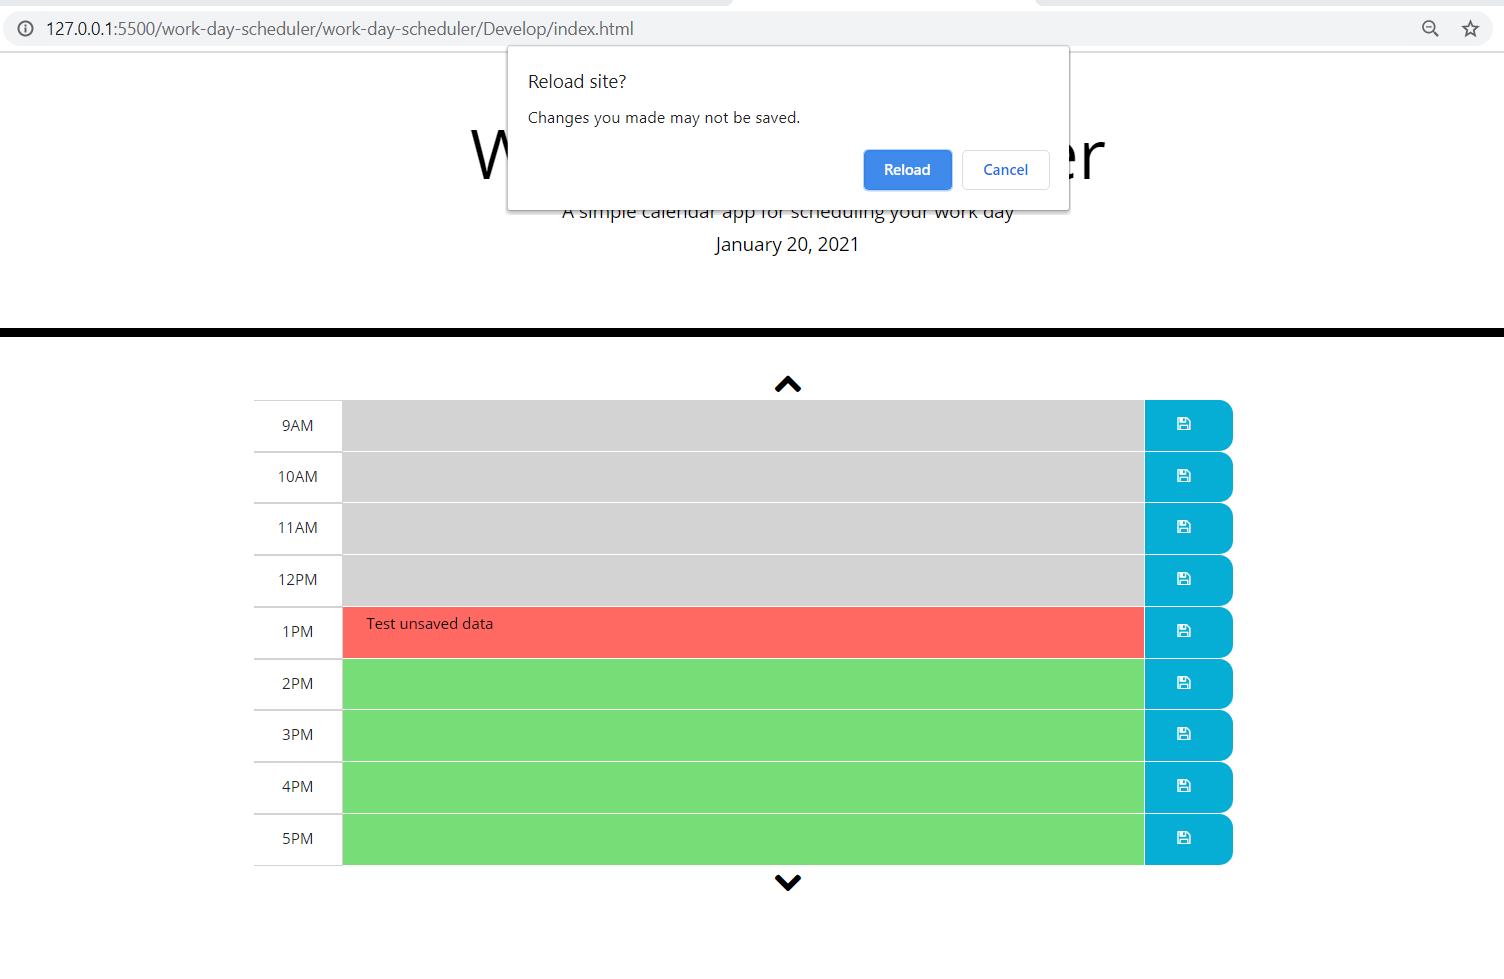 127.0.0.1:5500/work-day-scheduler/work-day-scheduler/Develop/index.html
Reload site?
Changes you made may not be saved.
Reload Cancel
A simple calendar app for scheduling your work day
January 20, 2021
9AM
10AM
11AM
12PM
1PM Test unsaved data
2PM
3PM
4PM
5PM